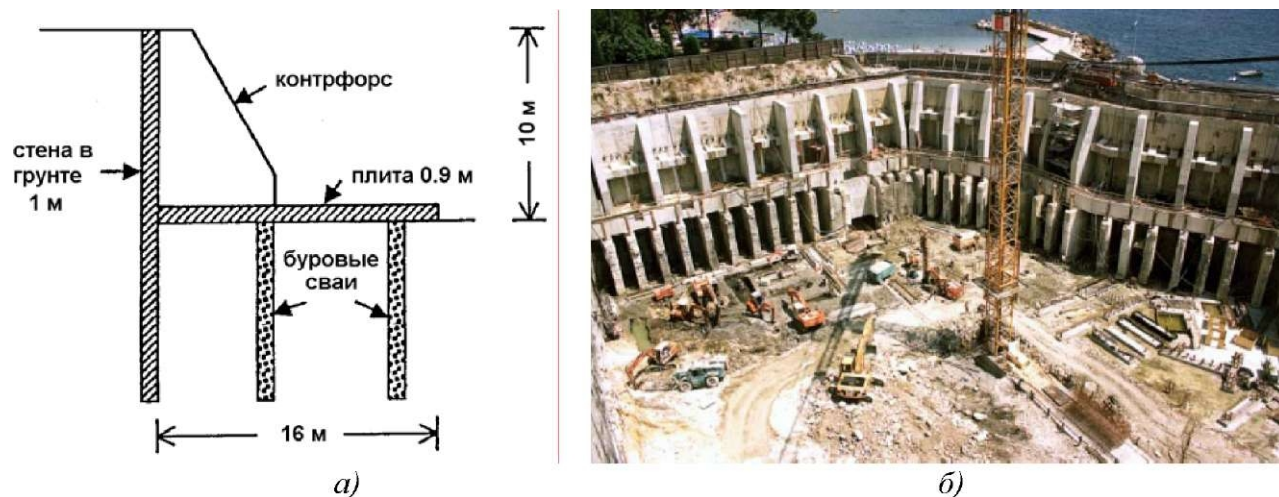 контрфорс
10 м
стена в
грунте
1 м
плита 0.9 м
буровые
сваи
16 м
а)
б)